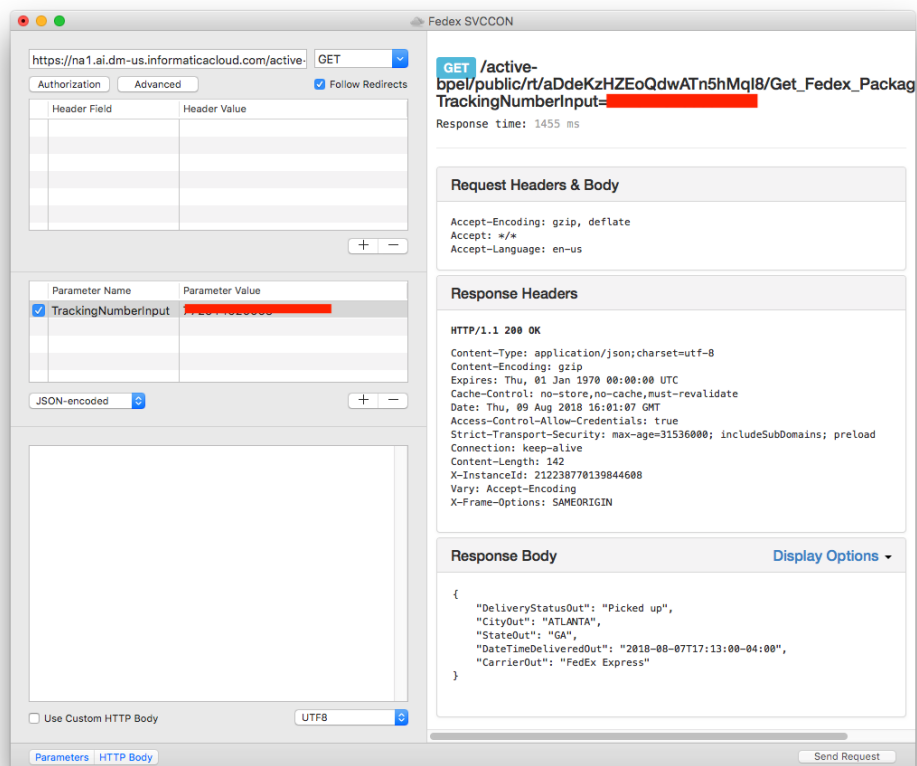 Fedex SVCCON
https://na1.ai.dm-us.informaticacloud.com/active-
GET
Authorization
Advanced
Follow Redirects
Header Field
Header Value
+
−
Parameter Name
Parameter Value
TrackingNumberInput
JSON-encoded
+
−
Use Custom HTTP Body
UTF8
Parameters
HTTP Body
GET /active-
bpel/public/rt/aDdeKzHZEoQdwATn5hMqI8/Get_Fedex_Packag
TrackingNumberInput=
Response time: 1455 ms
Request Headers & Body
Accept-Encoding: gzip, deflate
Accept: */*
Accept-Language: en-us
Response Headers
HTTP/1.1 200 OK
Content-Type: application/json;charset=utf-8
Content-Encoding: gzip
Expires: Thu, 01 Jan 1970 00:00:00 UTC
Cache-Control: no-store,no-cache,must-revalidate
Date: Thu, 09 Aug 2018 16:01:07 GMT
Access-Control-Allow-Credentials: true
Strict-Transport-Security: max-age=31536000; includeSubDomains; preload
Connection: keep-alive
Content-Length: 142
X-InstanceId: 212238770139844608
Vary: Accept-Encoding
X-Frame-Options: SAMEORIGIN
Response Body
Display Options
{
"DeliveryStatusOut": "Picked up",
"CityOut": "ATLANTA",
"StateOut": "GA",
"DateTimeDeliveredOut": "2018-08-07T17:13:00-04:00",
"CarrierOut": "FedEx Express"
}
Send Request